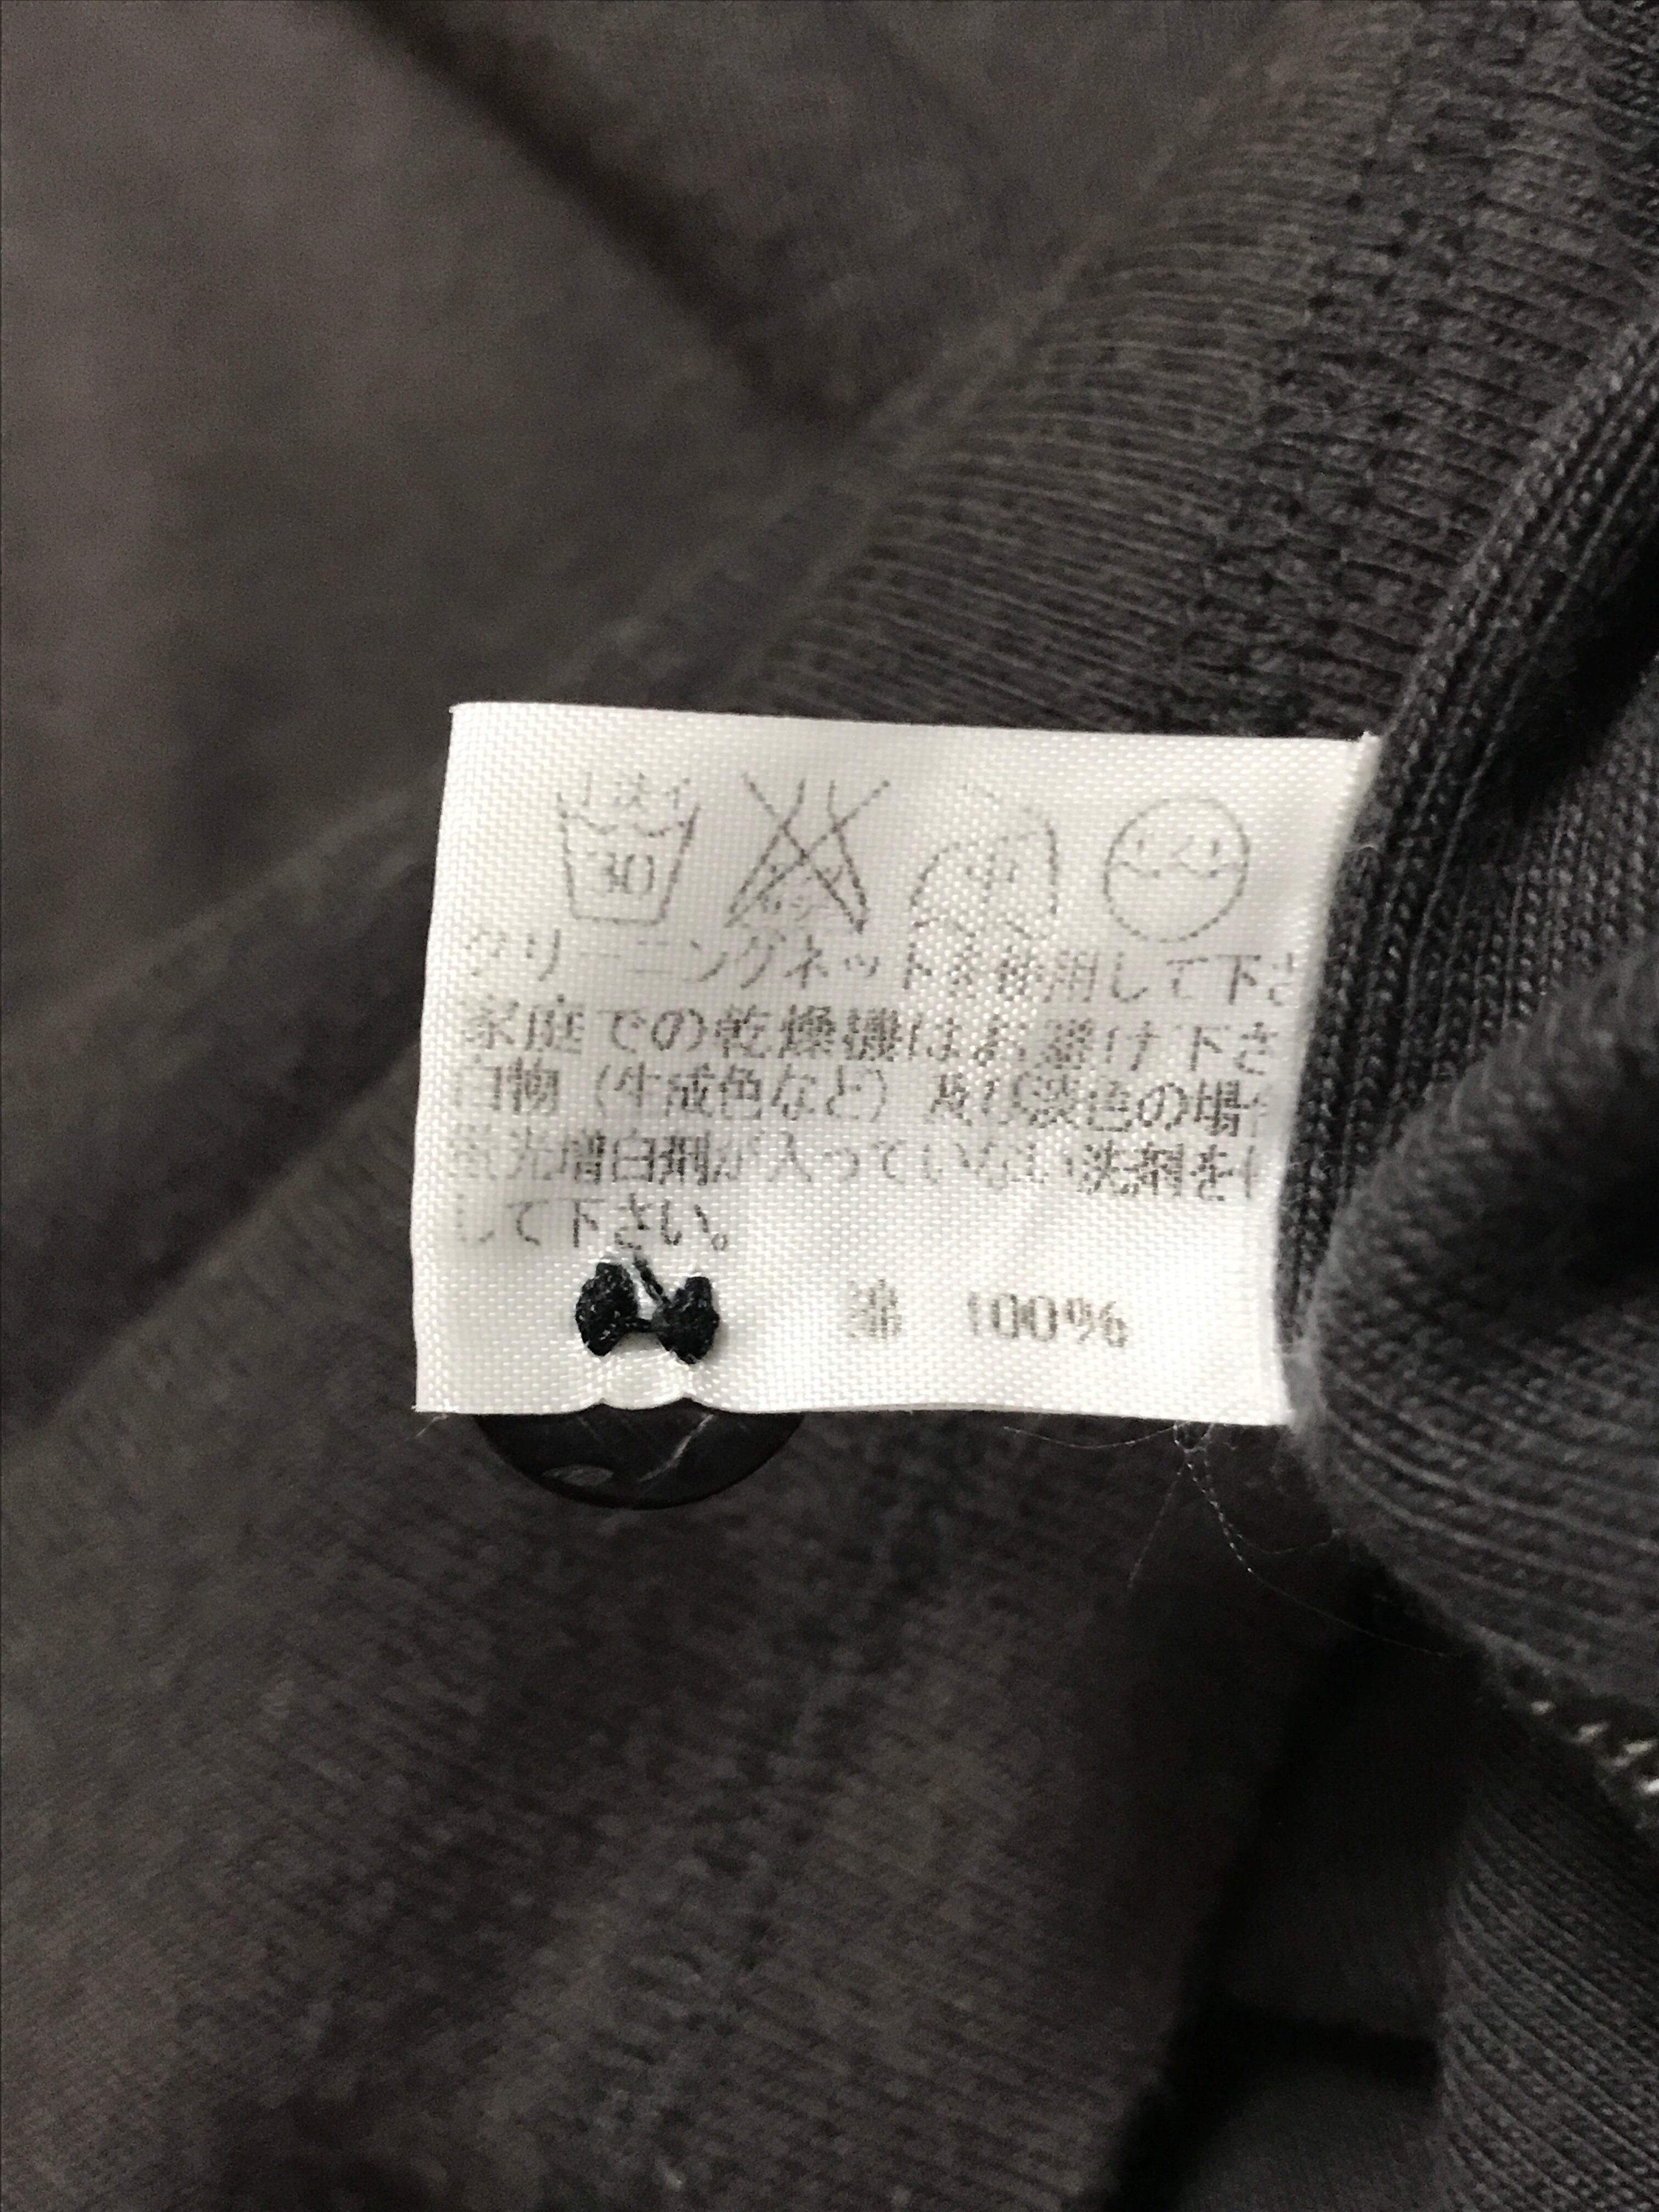 30 中
クリーニングネットを使用して下さ
家庭での乾燥機はお避け下さ
白物（生成色など）及び淡色の場合
蛍光増白剤が入っていない洗剤を
して下さい。
綿 100%